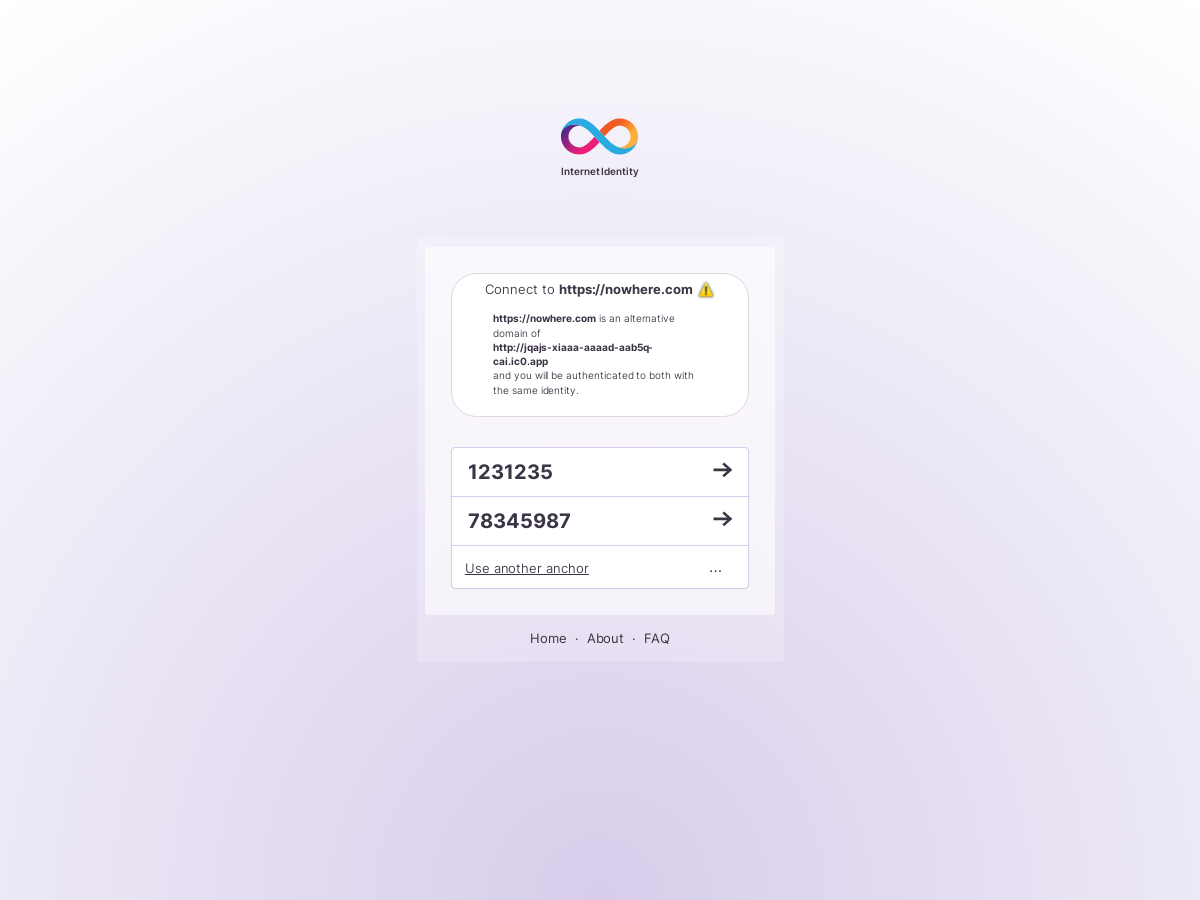 Internet Identity
Connect to https://nowhere.com ⚠️
https://nowhere.com is an alternative
domain of
http://jqajs-xiaaa-aaaad-aab5q-
cai.ic0.app
and you will be authenticated to both with
the same identity.
1231235 →
78345987 →
Use another anchor ...
Home · About · FAQ